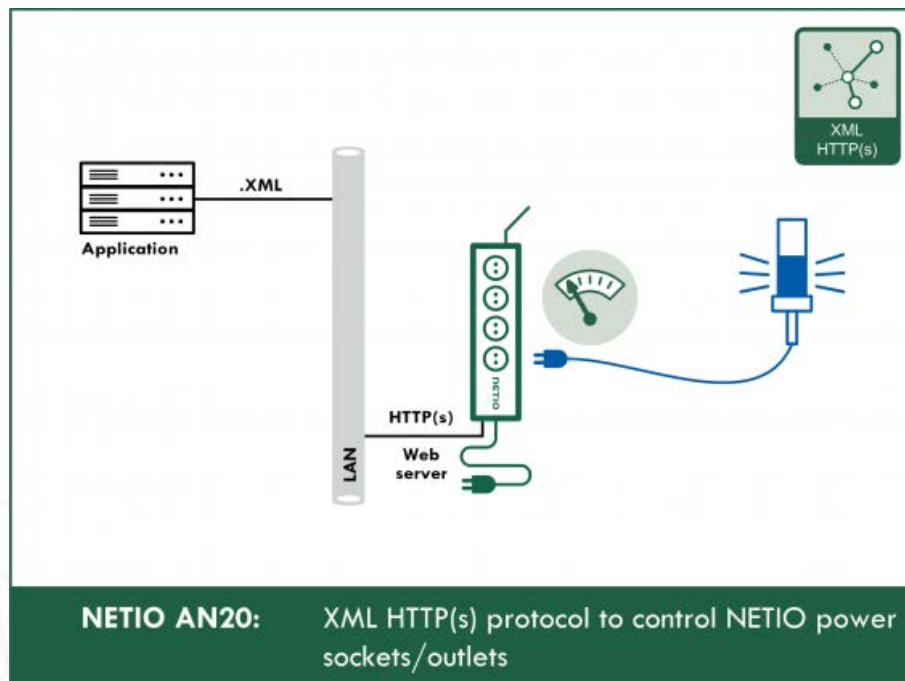 XML
HTTP(s)
.XML
Application
NETIO
HTTP(s)
LAN
Web
server
NETIO AN20: XML HTTP(s) protocol to control NETIO power
sockets/outlets